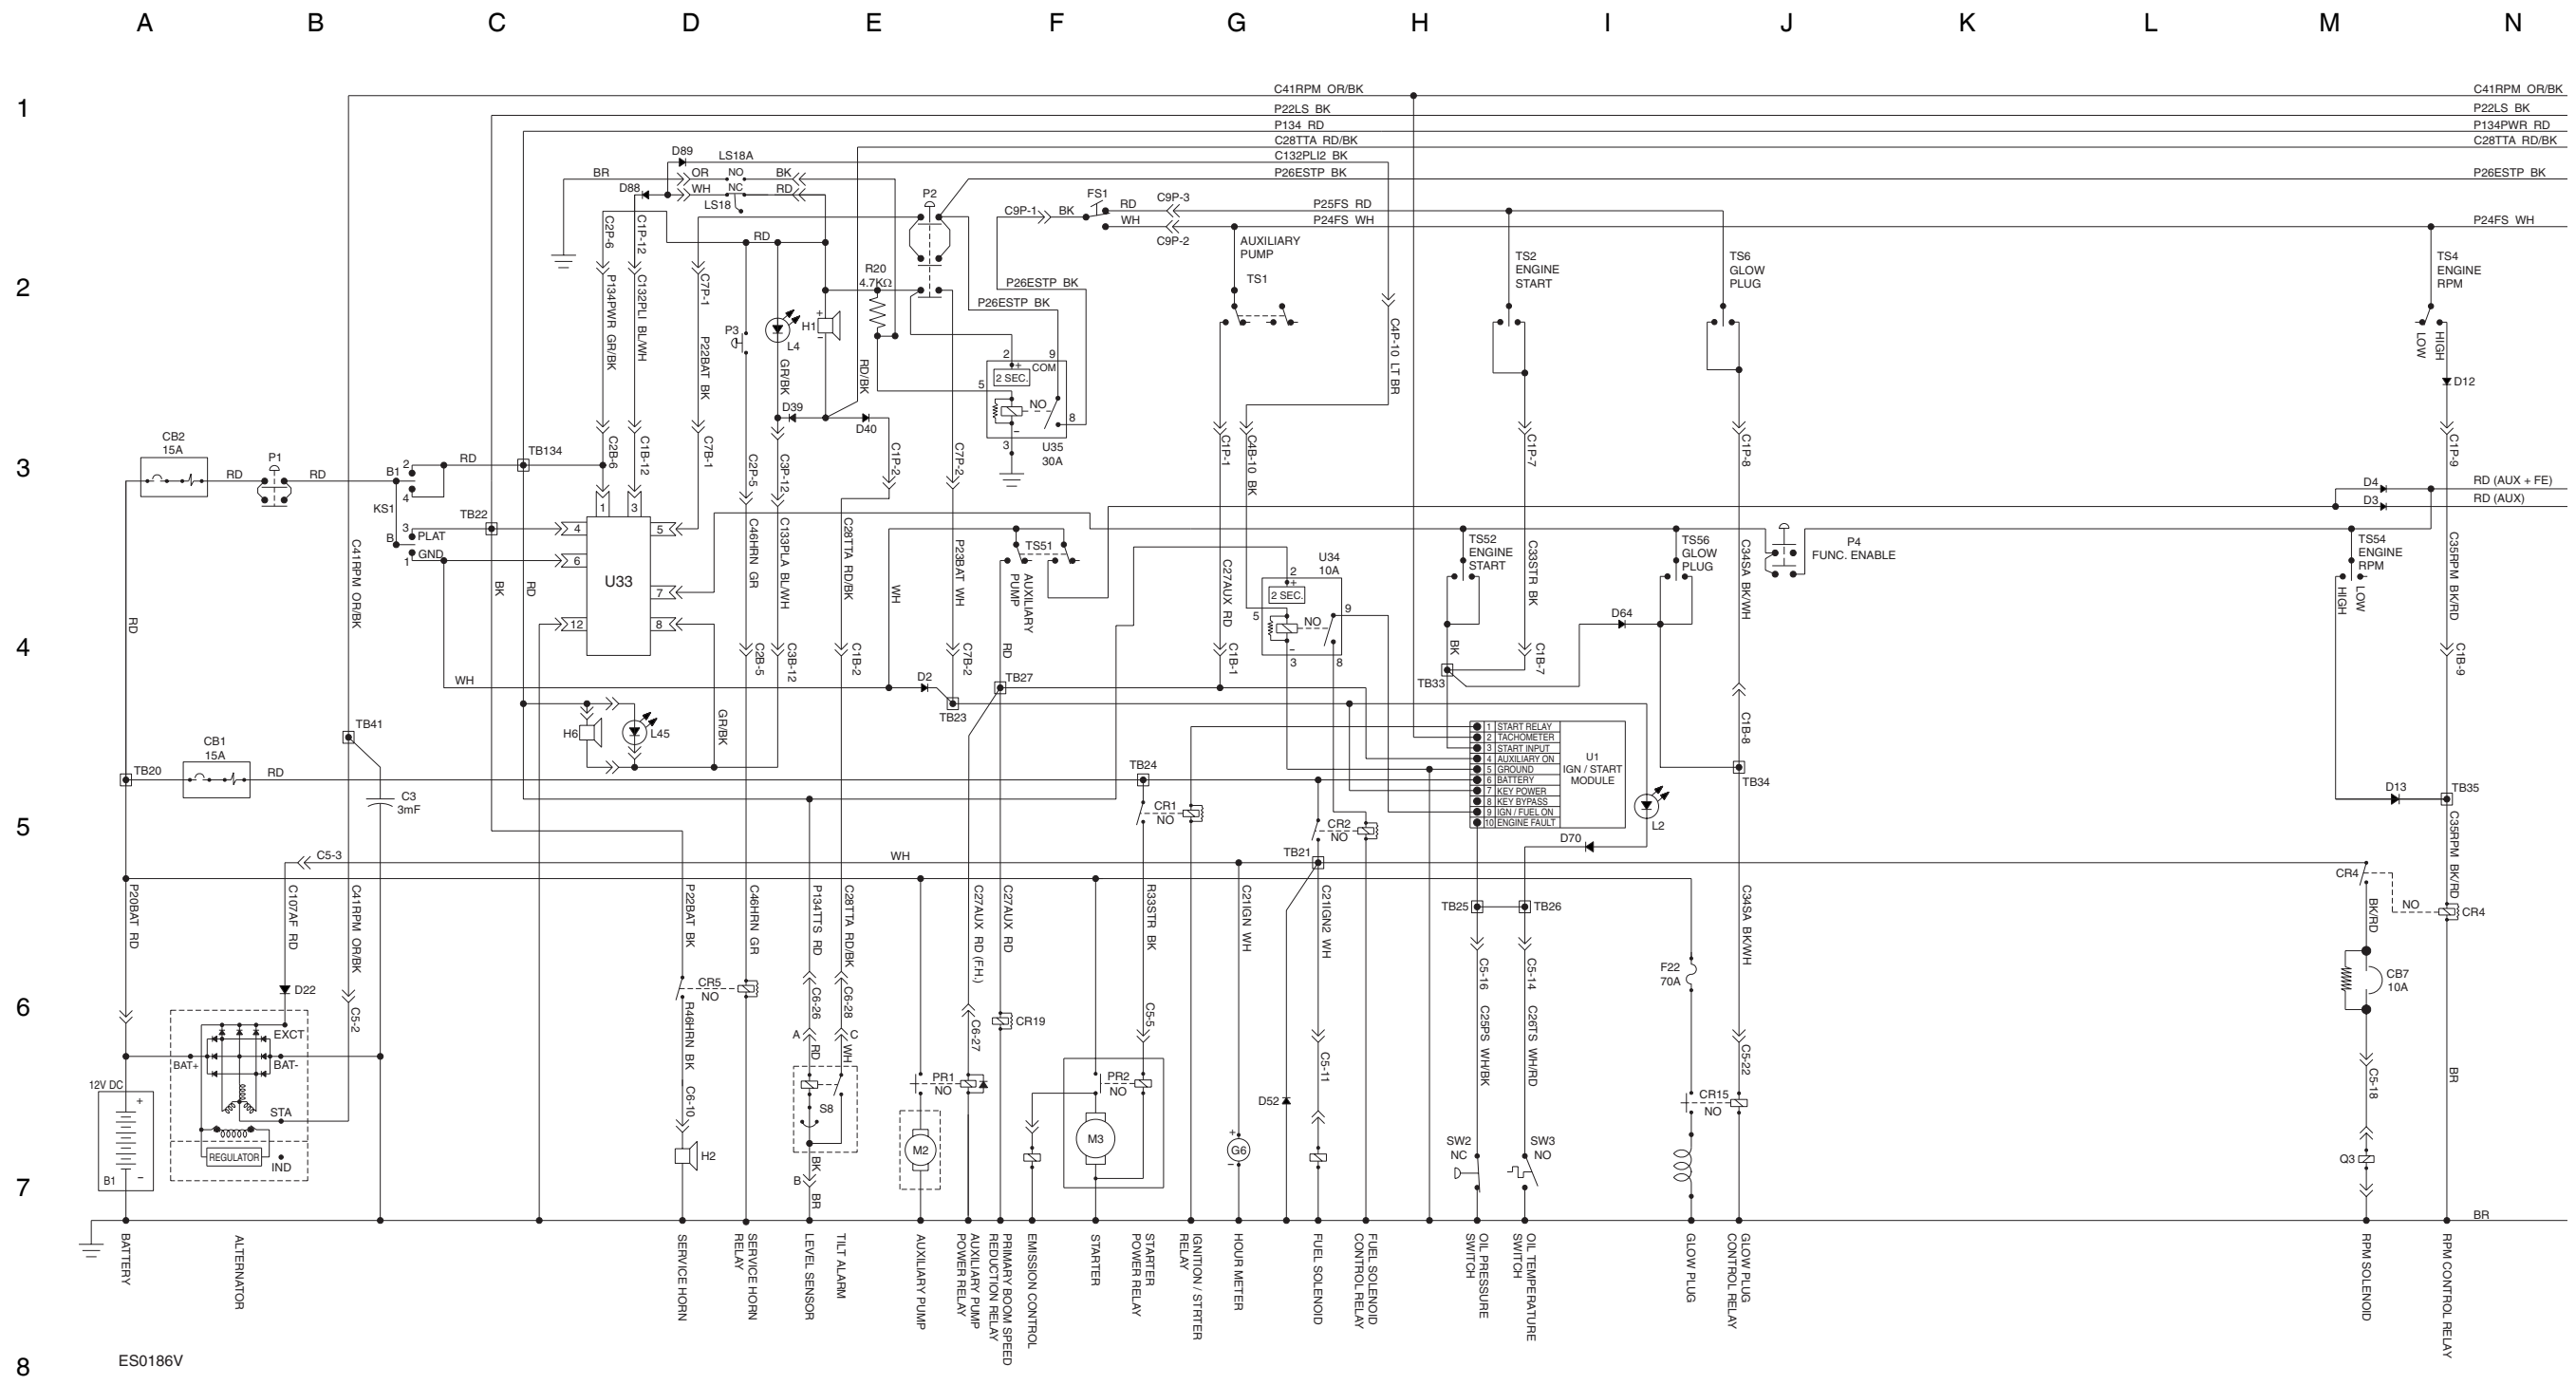 A B C D E F G H I J K L M N
1
C41RPM OR/BK C41RPM OR/BK
P22LS BK P22LS BK
P134 RD P134PWR RD
C28TTA RD/BK C28TTA RD/BK
D89 LS18A C132PLI2 BK
BR OR NO BK P26ESTP BK P26ESTP BK
D88 WH NC RD P2 FS1
LS18 C9P-1 BK RD C9P-3 P25FS RD
WH C9P-2 P24FS WH P24FS WH
C2P-6 C1P-12 RD
AUXILIARY PUMP TS1
TS2 ENGINE START
TS6 GLOW PLUG
TS4 ENGINE RPM
2
P134PWR GR/BK
C132PLI BL/WH
C7P-1
P22BAT BK
R20
4.7KΩ
P26ESTP BK
P26ESTP BK
P3
L4
+
H1
–
GR/BK
RD/BK
C4P-10 LT BR
LOW
HIGH
2 9
+ COM
2 SEC.
5
NO
8
–
3
U35
30A
D12
D39
D40
3
CB2
15A
RD
P1
RD
B1
2
4
KS1
RD
TB134
C2B-6
C1B-12
C7B-1
C2P-5
C3P-12
C1P-2
C7P-2
C1P-1
C4B-10 BK
C1P-7
C1P-8
C1P-9
D4 RD (AUX + FE)
D3 RD (AUX)
TB22
3
PLAT
B
GND
1
U33
1 3
4 5
6
7
12 8
BK
RD
C41RPM OR/BK
C46HRN GR
C133PLA BL/WH
C28TTA RD/BK
WH
P23BAT WH
TS51
AUXILIARY PUMP
C27AUX RD
U34
10A
2
+
2 SEC.
5
NO
9
–
3
8
TS52 ENGINE START
C33STR BK
TS56 GLOW PLUG
C34SA BK/WH
P4
FUNC. ENABLE
TS54 ENGINE RPM
HIGH
LOW
C35RPM BK/RD
4
RD
D64
BK
C2B-5
C3B-12
C1B-2
C7B-2
RD
C1B-1
C1B-7
C1B-9
WH
D2
TB23
TB27
TB33
H6
L45
GR/BK
C1B-8
TB41
CB1
15A
TB20
RD
C3
3mF
TB24
CR1
NO
CR2
NO
1 START RELAY
2 TACHOMETER
3 START INPUT
4 AUXILIARY ON
5 GROUND
6 BATTERY
7 KEY POWER
8 KEY BYPASS
9 IGN / FUEL ON
10 ENGINE FAULT
U1
IGN / START
MODULE
TB34
D13
TB35
5
L2
D70
C5-3
WH
TB21
CR4
C35RPM BK/RD
P20BAT RD
C107AF RD
C41RPM OR/BK
P22BAT BK
C46HRN GR
P134TTS RD
C28TTA RD/BK
C27AUX RD (F.H.)
C27AUX RD
R33STR BK
C21IGN WH
C21IGN2 WH
TB25
TB26
C34SA BK/WH
BK/RD
NO
CR4
6
D22
C5-2
CR5
NO
R46HRN BK
C6-26
C6-28
C6-27
CR19
C5-5
C5-16
C5-14
F22
70A
CB7
10A
EXCT
BAT+
BAT-
12V DC
+
A
C
RD
WH
C25PS WH/BK
C26TS WH/RD
C5-22
C5-11
C5-18
BR
C6-10
S8
PR1
NO
PR2
NO
D52
CR15
NO
STA
REGULATOR
IND
B1
–
7
H2
BK
B
BR
M2
M3
+
G6
–
SW2
NC
SW3
NO
Q3
BR
BATTERY
ALTERNATOR
SERVICE HORN
SERVICE HORN RELAY
LEVEL SENSOR
TILT ALARM
AUXILIARY PUMP
AUXILIARY PUMP POWER RELAY
PRIMARY BOOM SPEED REDUCTION RELAY
EMISSION CONTROL
STARTER
STARTER POWER RELAY
IGNITION / STRTER RELAY
HOUR METER
FUEL SOLENOID
FUEL SOLENOID CONTROL RELAY
OIL PRESSURE SWITCH
OIL TEMPERATURE SWITCH
GLOW PLUG
GLOW PLUG CONTROL RELAY
RPM SOLENOID
RPM CONTROL RELAY
8
ES0186V